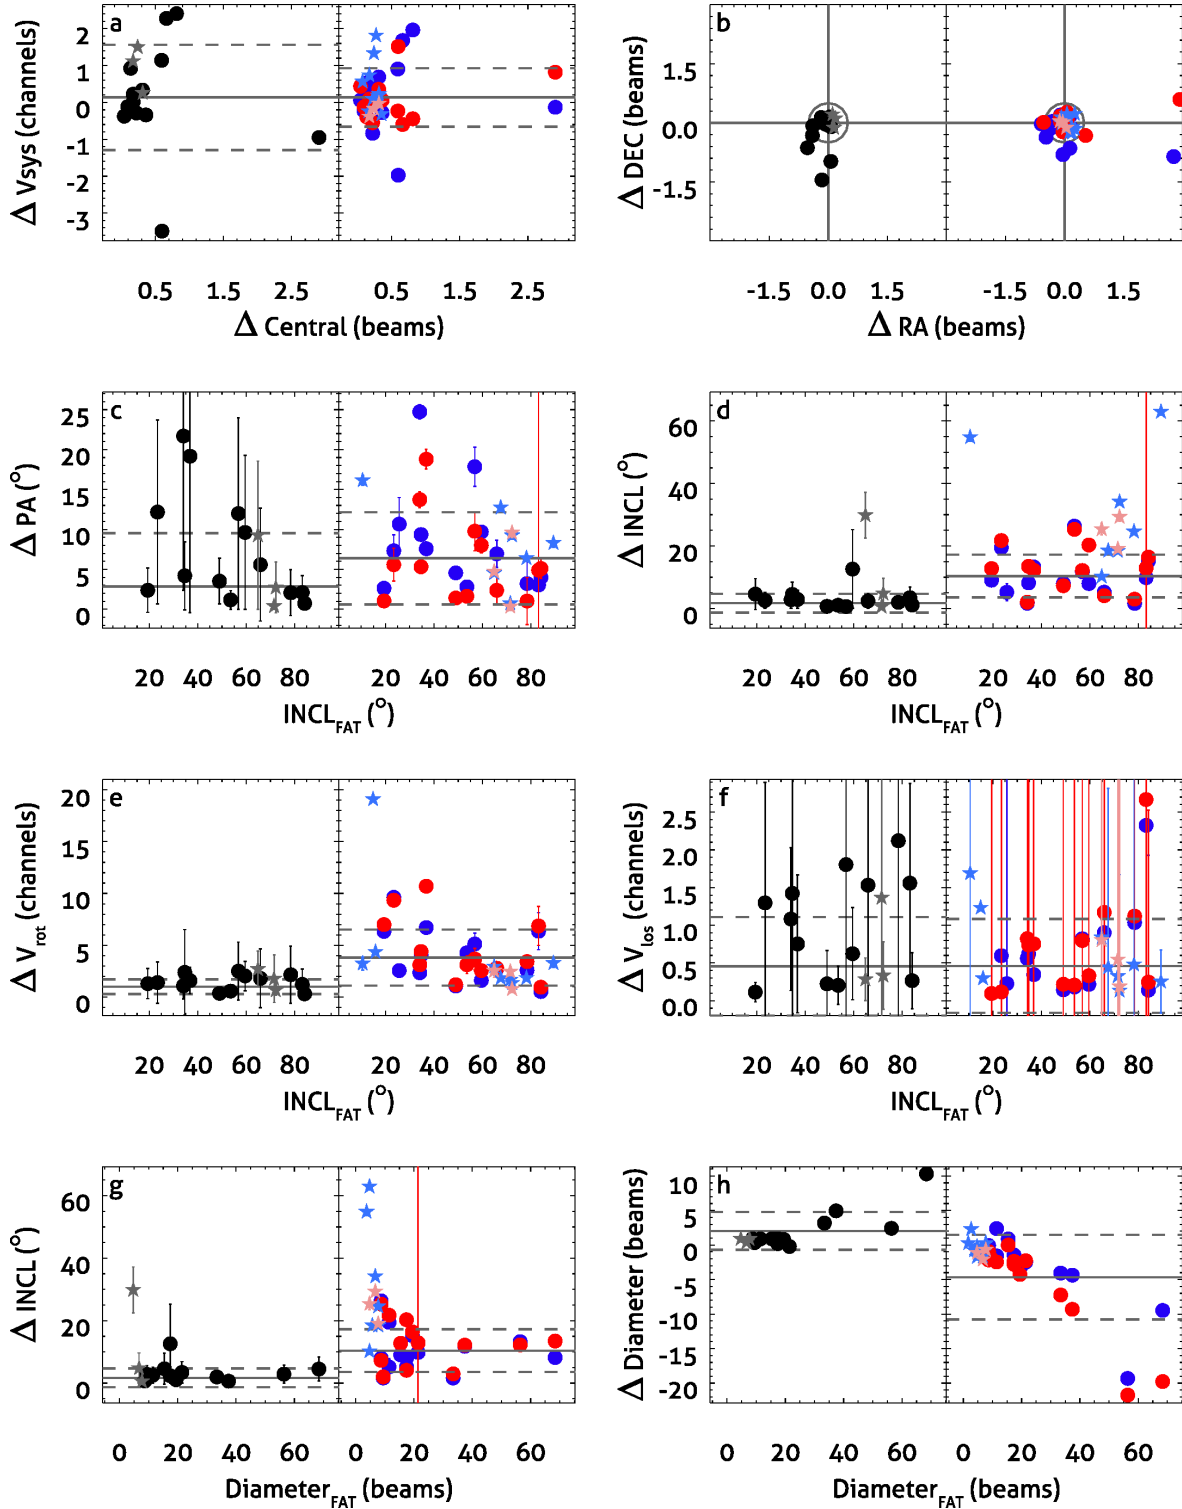 a
b
Δ Vsys (channels)
2
1
0
-1
-2
-3
Δ DEC (beams)
1.5
0.0
-1.5
0.5 1.5 2.5 0.5 1.5 2.5
-1.5 0.0 1.5 -1.5 0.0 1.5
Δ Central (beams)
Δ RA (beams)
c
d
Δ PA (°)
25
20
15
10
5
0
Δ INCL (°)
60
40
20
0
20 40 60 80 20 40 60 80
20 40 60 80 20 40 60 80
INCL_FAT (°)
INCL_FAT (°)
e
f
Δ V_rot (channels)
20
15
10
5
0
Δ V_los (channels)
2.5
2.0
1.5
1.0
0.5
0.0
20 40 60 80 20 40 60 80
20 40 60 80 20 40 60 80
INCL_FAT (°)
INCL_FAT (°)
g
h
Δ INCL (°)
60
40
20
0
Δ Diameter (beams)
10
5
0
-5
-10
-15
-20
0 20 40 60 0 20 40 60
0 20 40 60 0 20 40 60
Diameter_FAT (beams)
Diameter_FAT (beams)